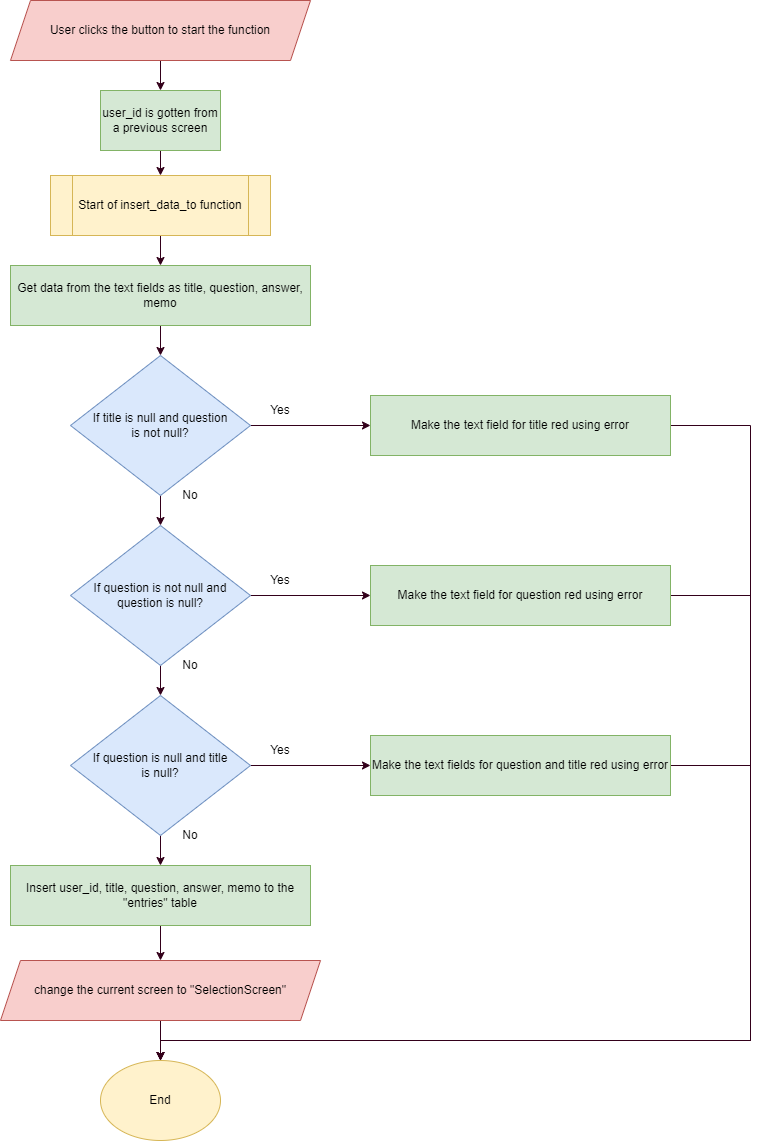 User clicks the button to start the function
user_id is gotten from
a previous screen
Start of insert_data_to function
Get data from the text fields as title, question, answer,
memo
If title is null and question
is not null?
Yes
Make the text field for title red using error
No
If question is not null and
question is null?
Yes
Make the text field for question red using error
No
If question is null and title
is null?
Yes
Make the text fields for question and title red using error
No
Insert user_id, title, question, answer, memo to the
"entries" table
change the current screen to "SelectionScreen"
End